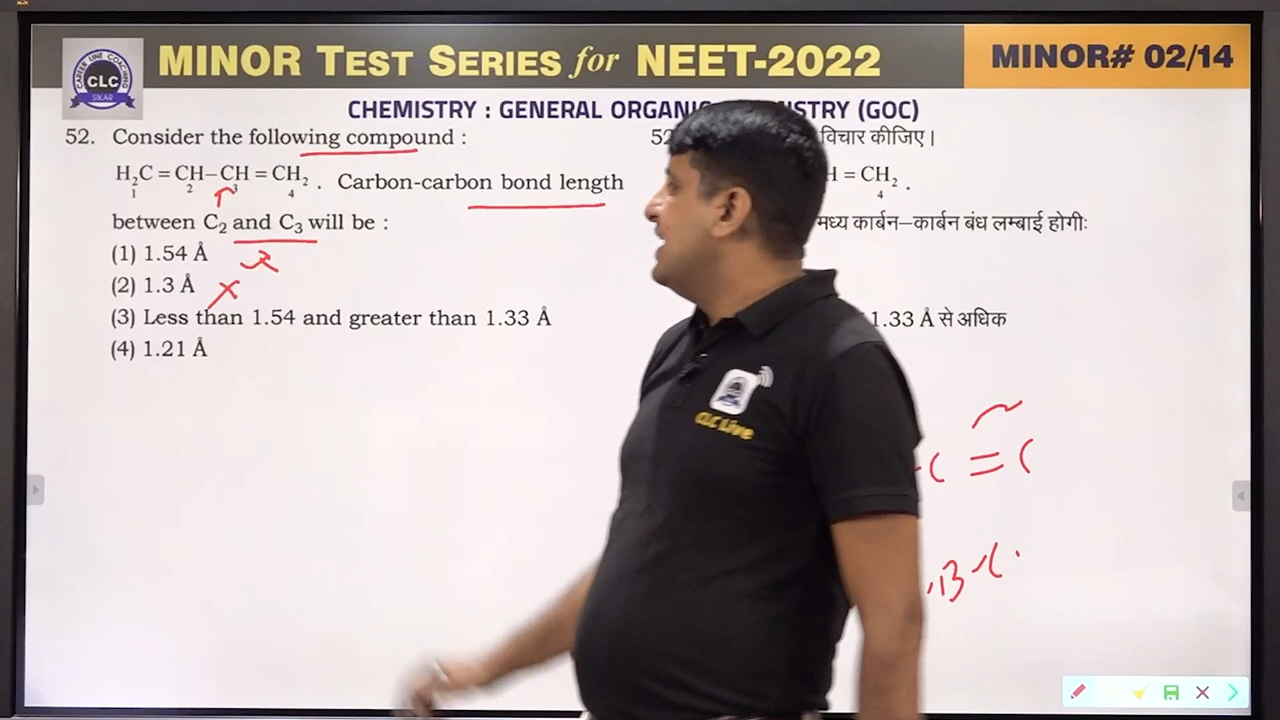 MINOR TEST SERIES for NEET-2022
MINOR# 02/14
CAREER LINE COACHING
CLC
SIKAR
CHEMISTRY : GENERAL ORGANIC CHEMISTRY (GOC)
52. Consider the following compound :
H₂C = CH – CH = CH₂ . Carbon-carbon bond length
1 2 3 4
between C₂ and C₃ will be :
(1) 1.54 Å
(2) 1.3 Å
(3) Less than 1.54 and greater than 1.33 Å
(4) 1.21 Å
52
विचार कीजिए।
H = CH₂ .
4
मध्य कार्बन–कार्बन बंध लम्बाई होगीः
1.33 Å से अधिक
C = C
CLC Live